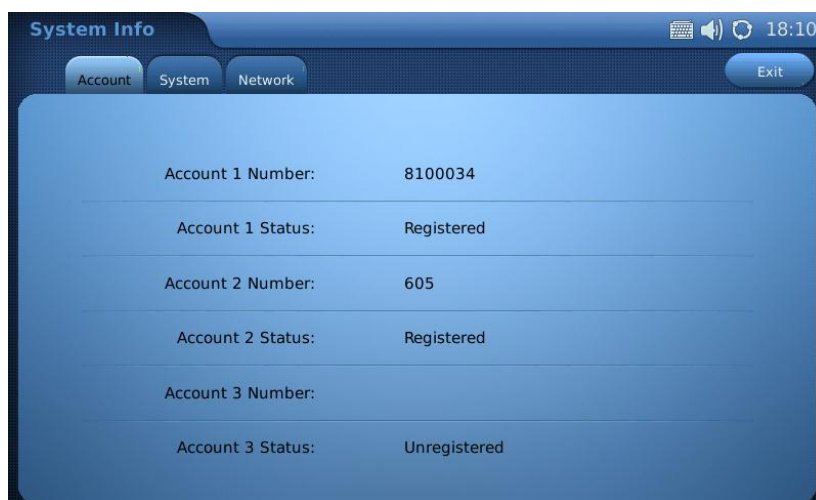 System Info
18:10
Account System Network
Exit
Account 1 Number: 8100034
Account 1 Status: Registered
Account 2 Number: 605
Account 2 Status: Registered
Account 3 Number:
Account 3 Status: Unregistered